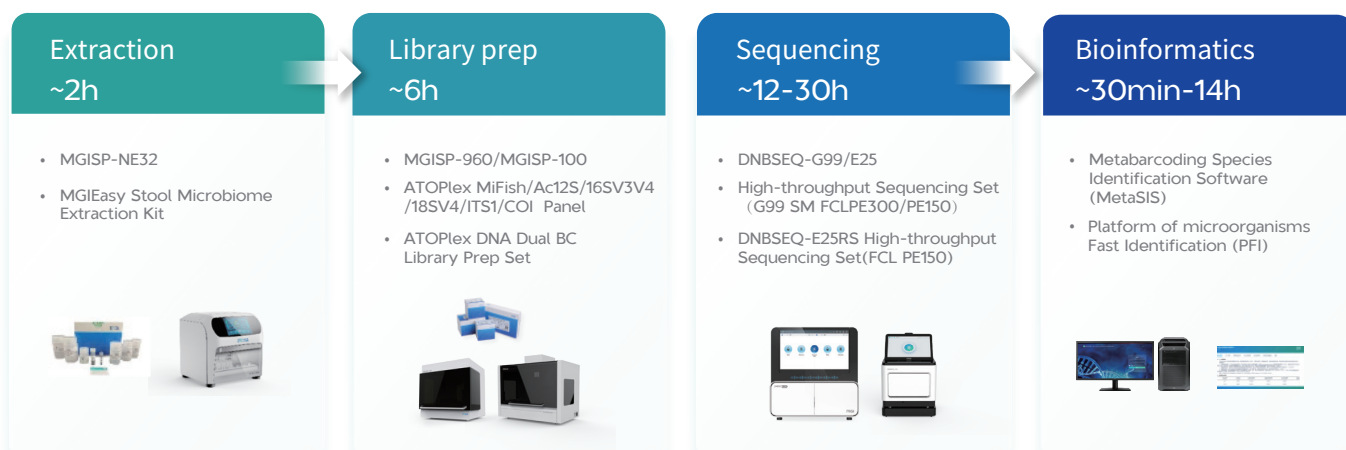 Extraction
~2h
• MGISP-NE32
• MGIEasy Stool Microbiome
Extraction Kit
Library prep
~6h
• MGISP-960/MGISP-100
• ATOPlex MiFish/Ac12S/16SV3V4
/18SV4/ITS1/COI Panel
• ATOPlex DNA Dual BC
Library Prep Set
Sequencing
~12-30h
• DNBSEQ-G99/E25
• High-throughput Sequencing Set
（G99 SM FCLPE300/PE150）
• DNBSEQ-E25RS High-throughput
Sequencing Set(FCL PE150)
Bioinformatics
~30min-14h
• Metabarcoding Species
Identification Software
(MetaSIS)
• Platform of microorganisms
Fast Identification (PFI)